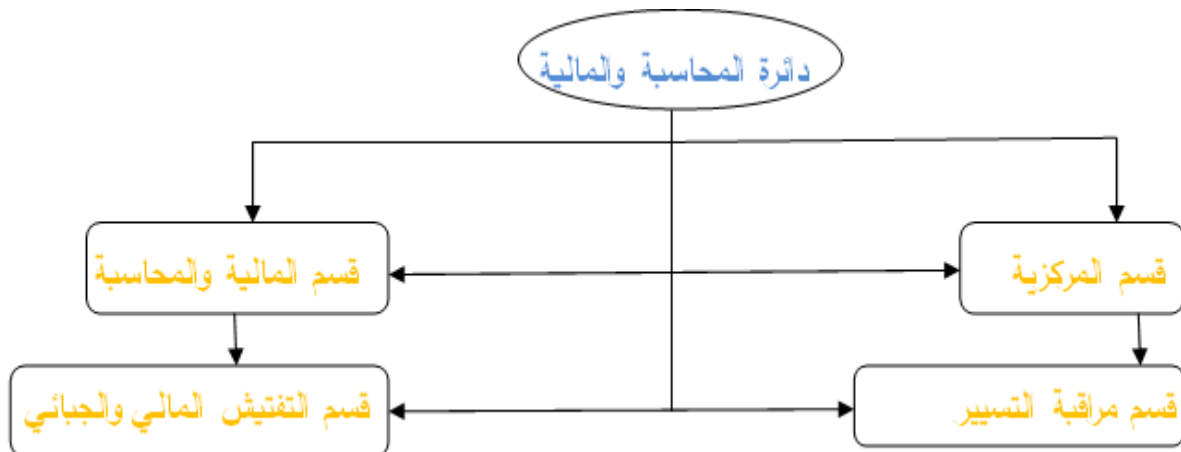 دائرة المحاسبة والمالية
قسم المركزية
قسم المالية والمحاسبة
قسم مراقبة التسيير
قسم التفتيش المالي والجبائي